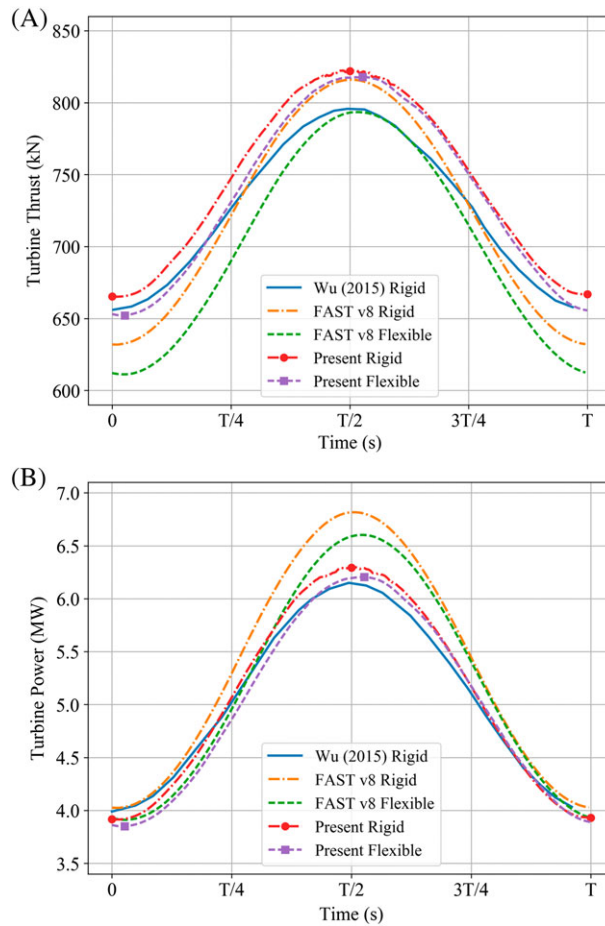 (A)
850
800
750
700
650
600
Turbine Thrust (kN)
Wu (2015) Rigid
FAST v8 Rigid
FAST v8 Flexible
Present Rigid
Present Flexible
0
T/4
T/2
3T/4
T
Time (s)
(B)
7.0
6.5
6.0
5.5
5.0
4.5
4.0
3.5
Turbine Power (MW)
Wu (2015) Rigid
FAST v8 Rigid
FAST v8 Flexible
Present Rigid
Present Flexible
0
T/4
T/2
3T/4
T
Time (s)